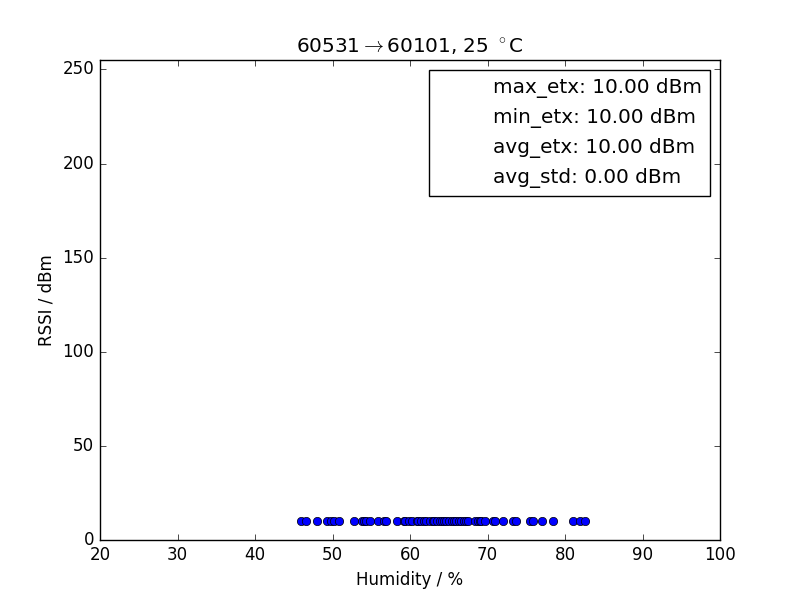 60531→60101, 25 °C
max_etx: 10.00 dBm
min_etx: 10.00 dBm
avg_etx: 10.00 dBm
avg_std: 0.00 dBm
250
200
150
100
50
0
RSSI / dBm
20 30 40 50 60 70 80 90 100
Humidity / %